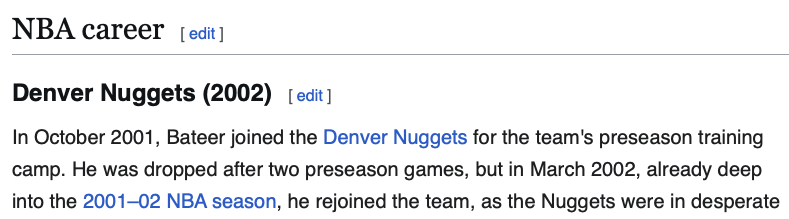 NBA career [ edit ]
Denver Nuggets (2002) [ edit ]
In October 2001, Bateer joined the Denver Nuggets for the team's preseason training
camp. He was dropped after two preseason games, but in March 2002, already deep
into the 2001–02 NBA season, he rejoined the team, as the Nuggets were in desperate